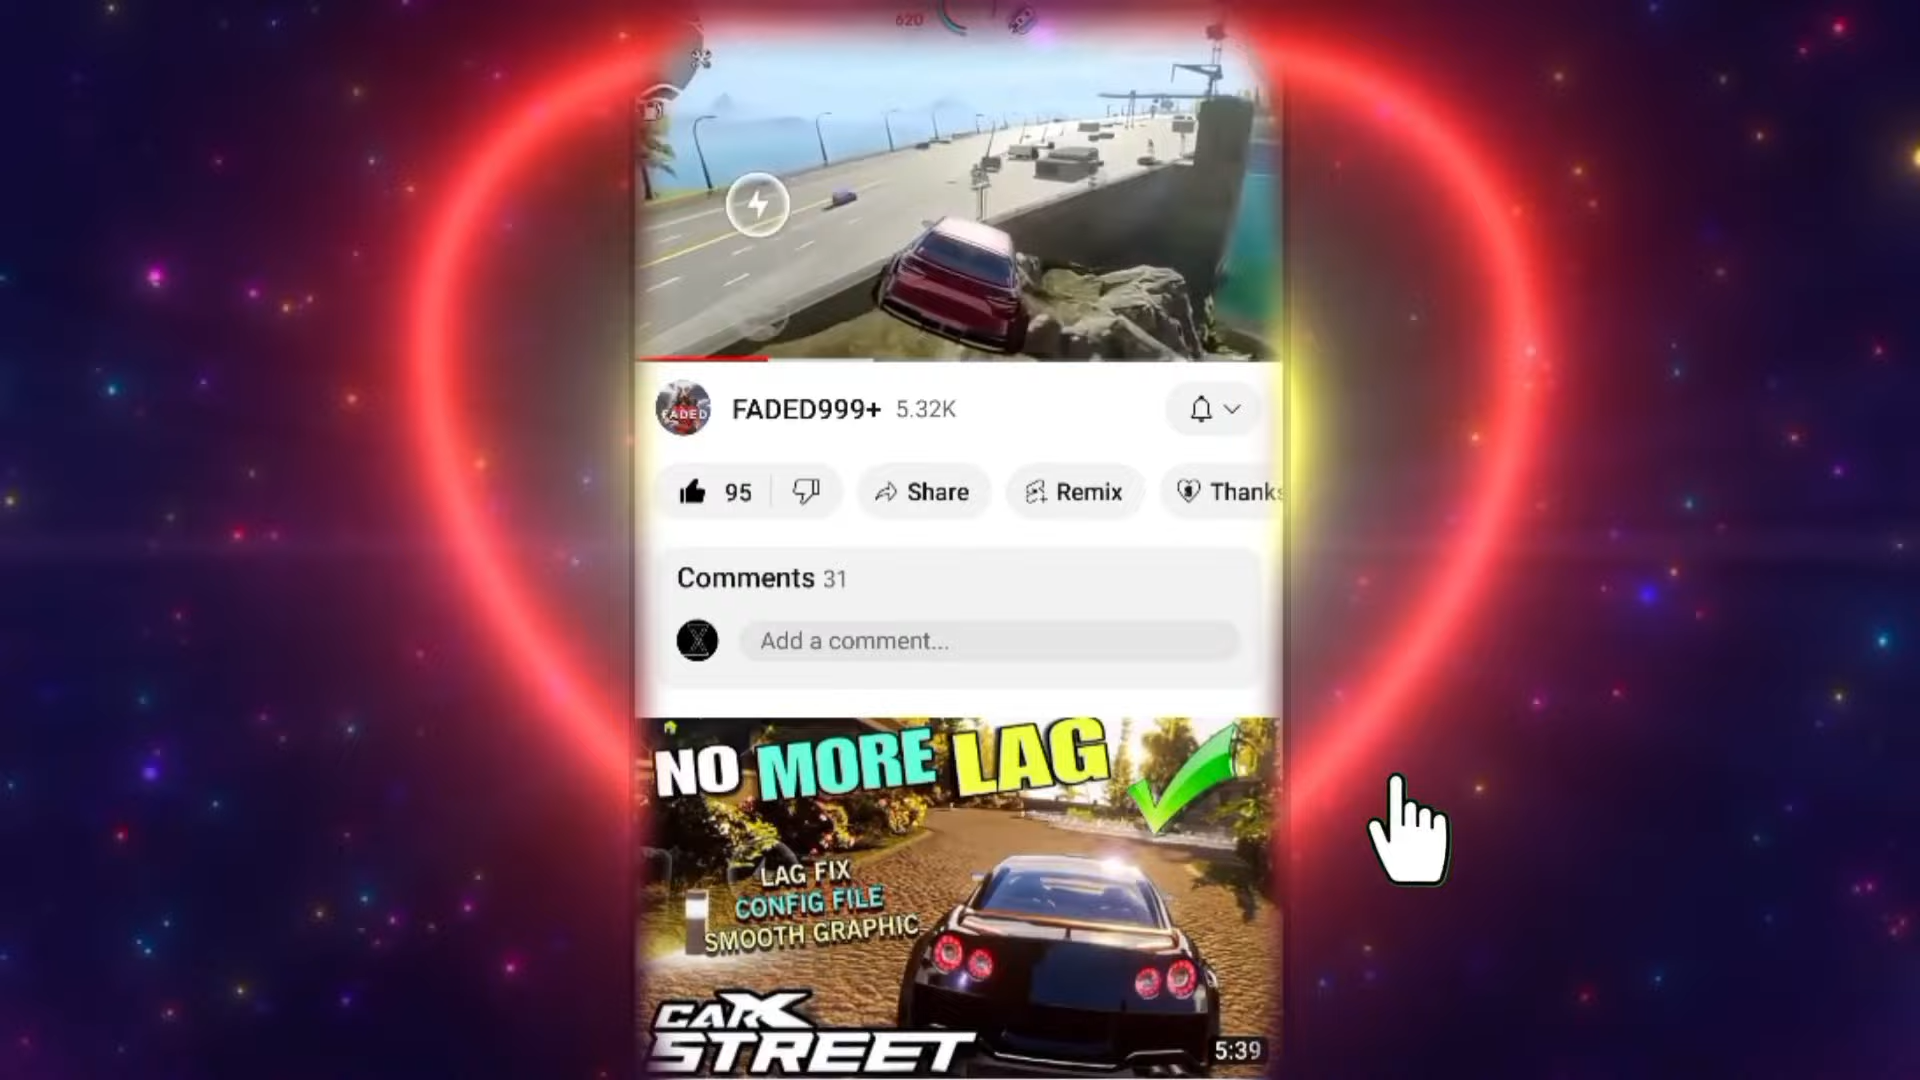 620
FADED
FADED999+ 5.32K
95
Share
Remix
Thanks
Comments 31
X
Add a comment...
NO MORE LAG
LAG FIX
CONFIG FILE
SMOOTH GRAPHIC
CARX
STREET
5:39